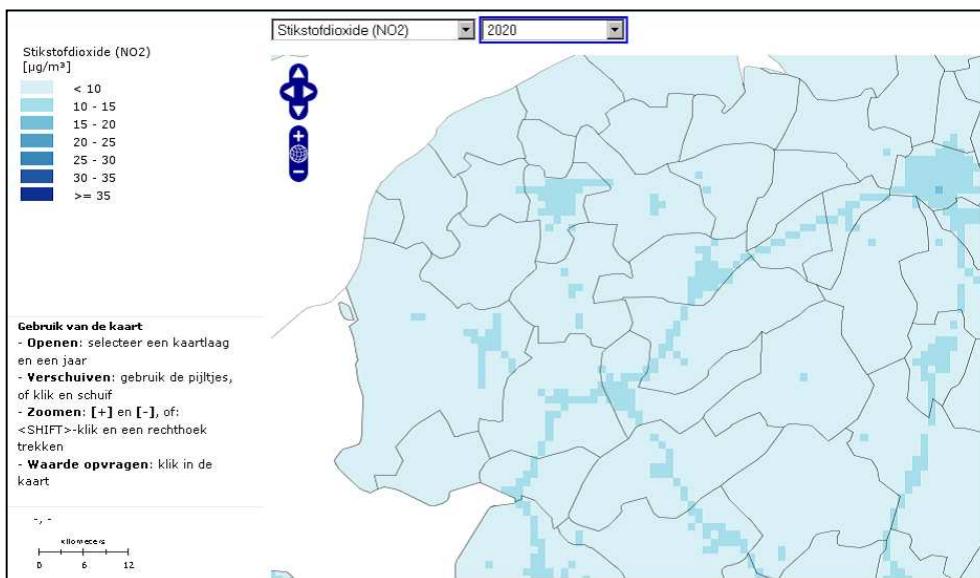 Stikstofdioxide (NO2)
2020
Stikstofdioxide (NO2)
[µg/m³]
< 10
10 - 15
15 - 20
20 - 25
25 - 30
30 - 35
>= 35
Gebruik van de kaart
- Openen: selecteer een kaartlaag
en een jaar
- Verschuiven: gebruik de pijltjes,
of klik en schuif
- Zoomen: [+] en [-], of:
<SHIFT>-klik en een rechthoek
trekken
- Waarde opvragen: klik in de
kaart
-, -
kilometers
0 6 12